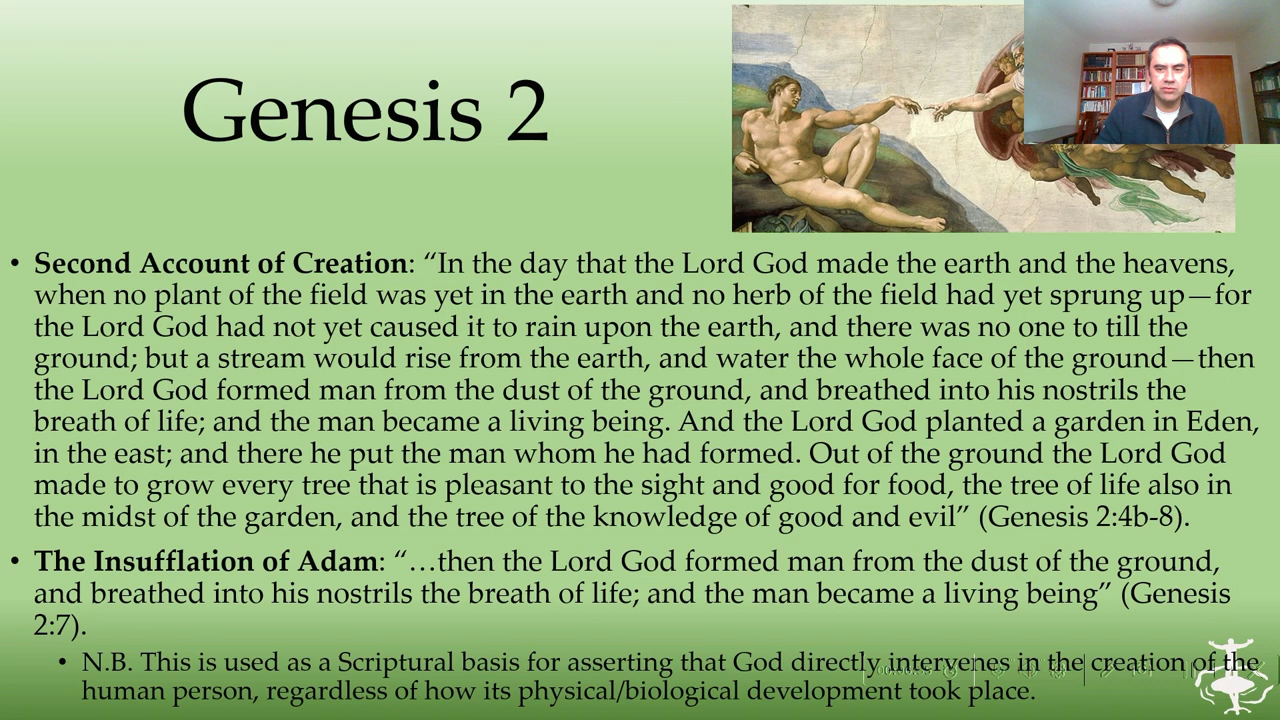 Genesis 2
• Second Account of Creation: “In the day that the Lord God made the earth and the heavens,
when no plant of the field was yet in the earth and no herb of the field had yet sprung up—for
the Lord God had not yet caused it to rain upon the earth, and there was no one to till the
ground; but a stream would rise from the earth, and water the whole face of the ground—then
the Lord God formed man from the dust of the ground, and breathed into his nostrils the
breath of life; and the man became a living being. And the Lord God planted a garden in Eden,
in the east; and there he put the man whom he had formed. Out of the ground the Lord God
made to grow every tree that is pleasant to the sight and good for food, the tree of life also in
the midst of the garden, and the tree of the knowledge of good and evil” (Genesis 2:4b-8).
• The Insufflation of Adam: “…then the Lord God formed man from the dust of the ground,
and breathed into his nostrils the breath of life; and the man became a living being” (Genesis
2:7).
• N.B. This is used as a Scriptural basis for asserting that God directly intervenes in the creation of the
human person, regardless of how its physical/biological development took place.